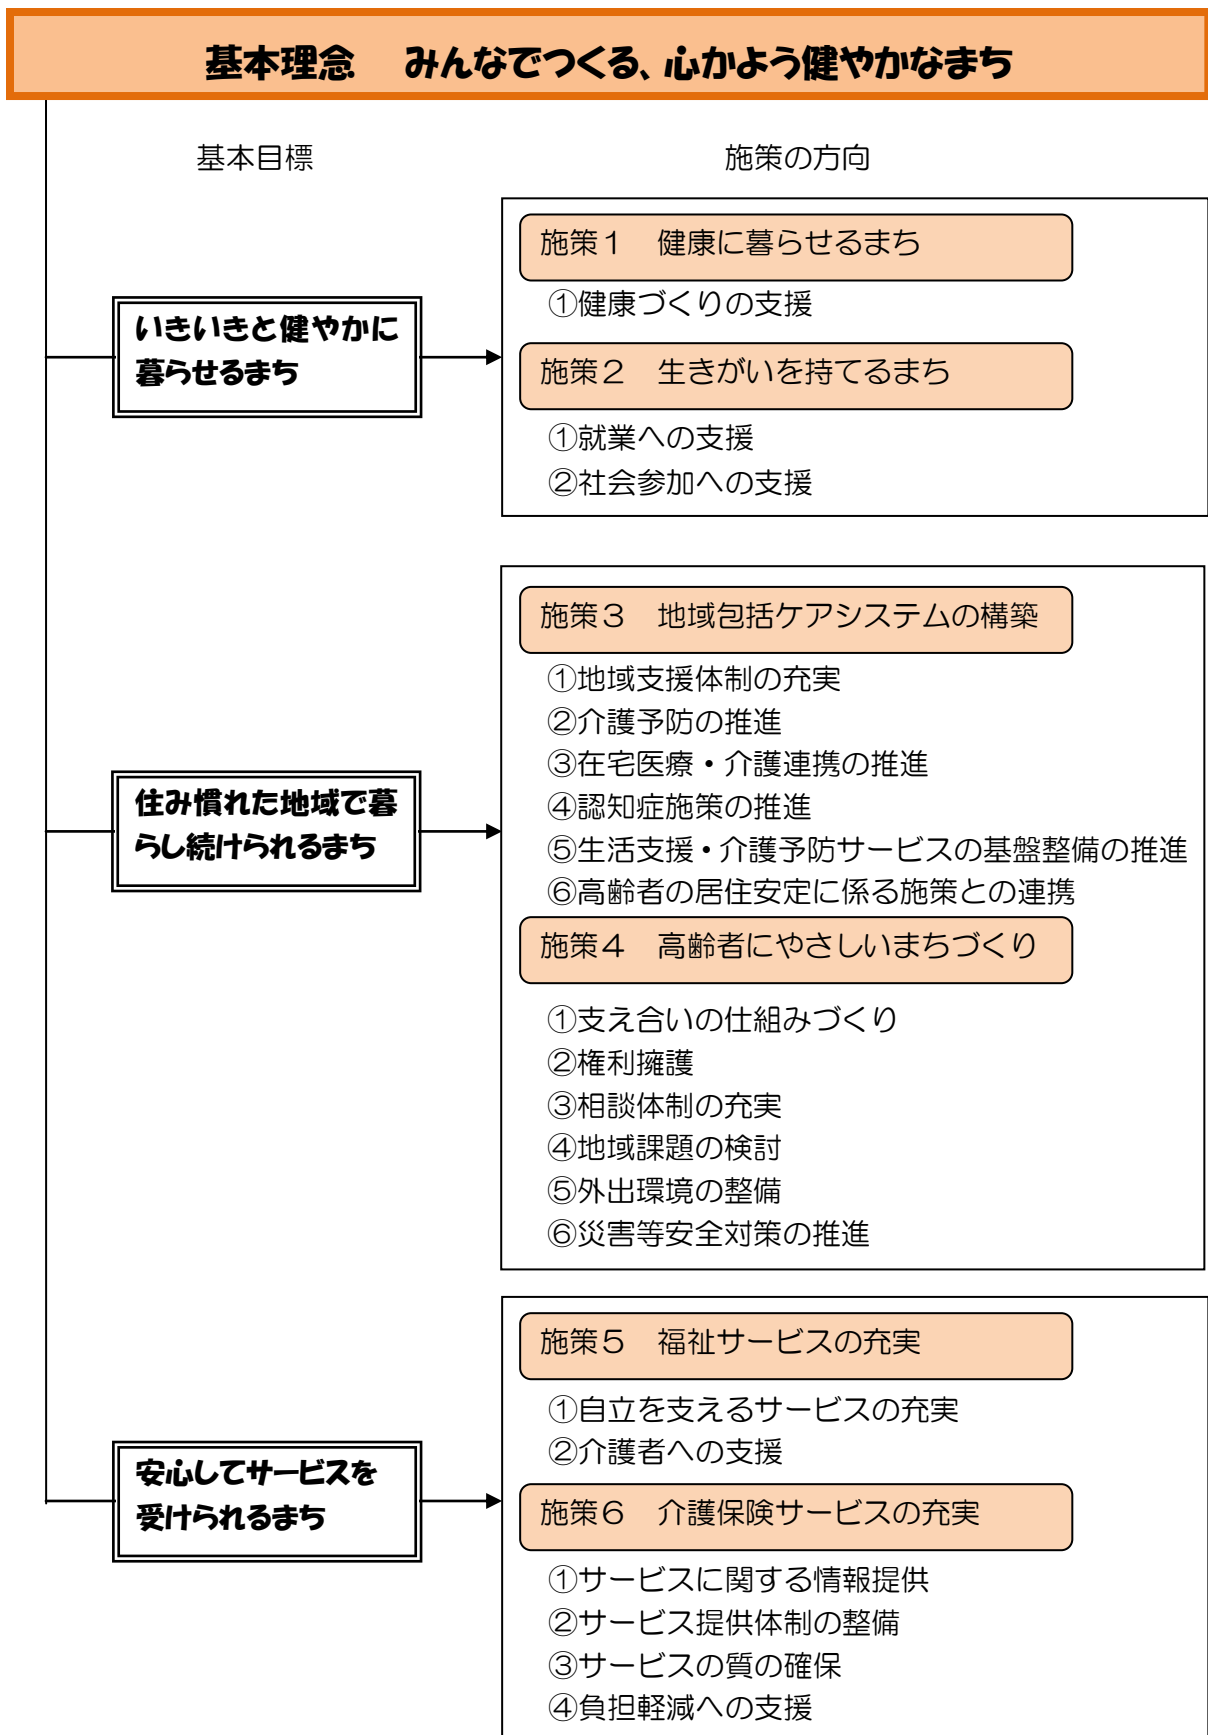 基本理念　みんなでつくる、心かよう健やかなまち
基本目標
施策の方向
いきいきと健やかに
暮らせるまち
施策１　健康に暮らせるまち
①健康づくりの支援
施策２　生きがいを持てるまち
①就業への支援
②社会参加への支援
住み慣れた地域で暮
らし続けられるまち
施策３　地域包括ケアシステムの構築
①地域支援体制の充実
②介護予防の推進
③在宅医療・介護連携の推進
④認知症施策の推進
⑤生活支援・介護予防サービスの基盤整備の推進
⑥高齢者の居住安定に係る施策との連携
施策４　高齢者にやさしいまちづくり
①支え合いの仕組みづくり
②権利擁護
③相談体制の充実
④地域課題の検討
⑤外出環境の整備
⑥災害等安全対策の推進
安心してサービスを
受けられるまち
施策５　福祉サービスの充実
①自立を支えるサービスの充実
②介護者への支援
施策６　介護保険サービスの充実
①サービスに関する情報提供
②サービス提供体制の整備
③サービスの質の確保
④負担軽減への支援